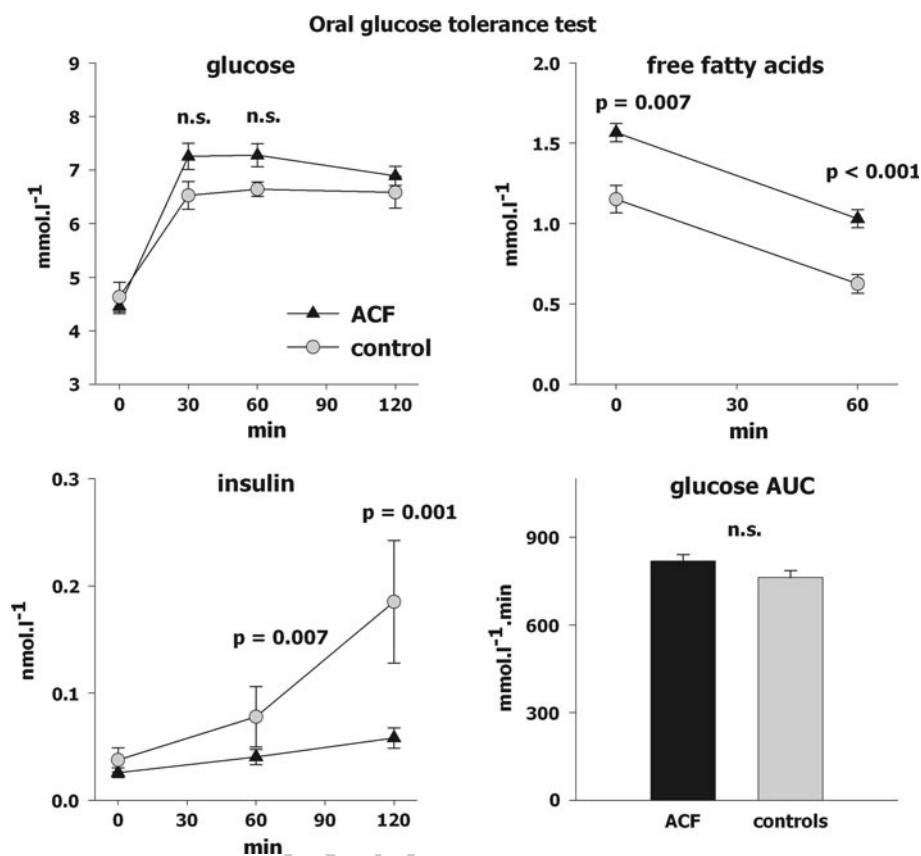 Oral glucose tolerance test
glucose
9
8
7
6
5
4
3
mmol.l⁻¹
n.s.
n.s.
ACF
control
0
30
60
90
120
min
free fatty acids
2.0
1.5
1.0
0.5
0.0
mmol.l⁻¹
p = 0.007
p < 0.001
0
30
60
min
insulin
0.3
0.2
0.1
0.0
nmol.l⁻¹
p = 0.001
p = 0.007
0
30
60
90
120
min
glucose AUC
900
600
300
0
mmol.l⁻¹.min
n.s.
ACF
controls